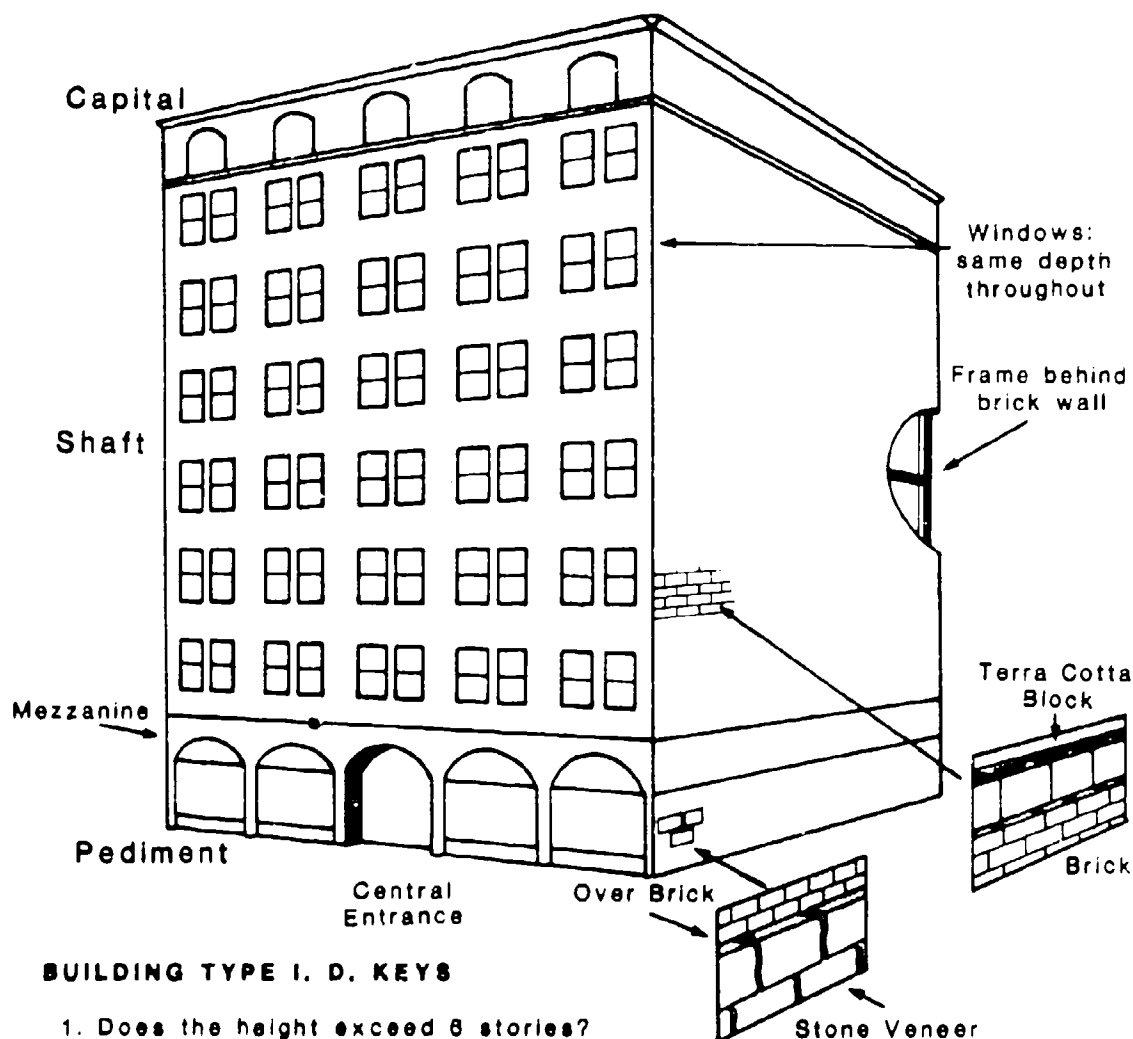 Capital
Windows:
same depth
throughout
Frame behind
brick wall
Shaft
Terra Cotta
Block
Mezzanine
Brick
Pediment
Central
Entrance
Over Brick
BUILDING TYPE I. D. KEYS
1. Does the height exceed 6 stories?
Stone Veneer